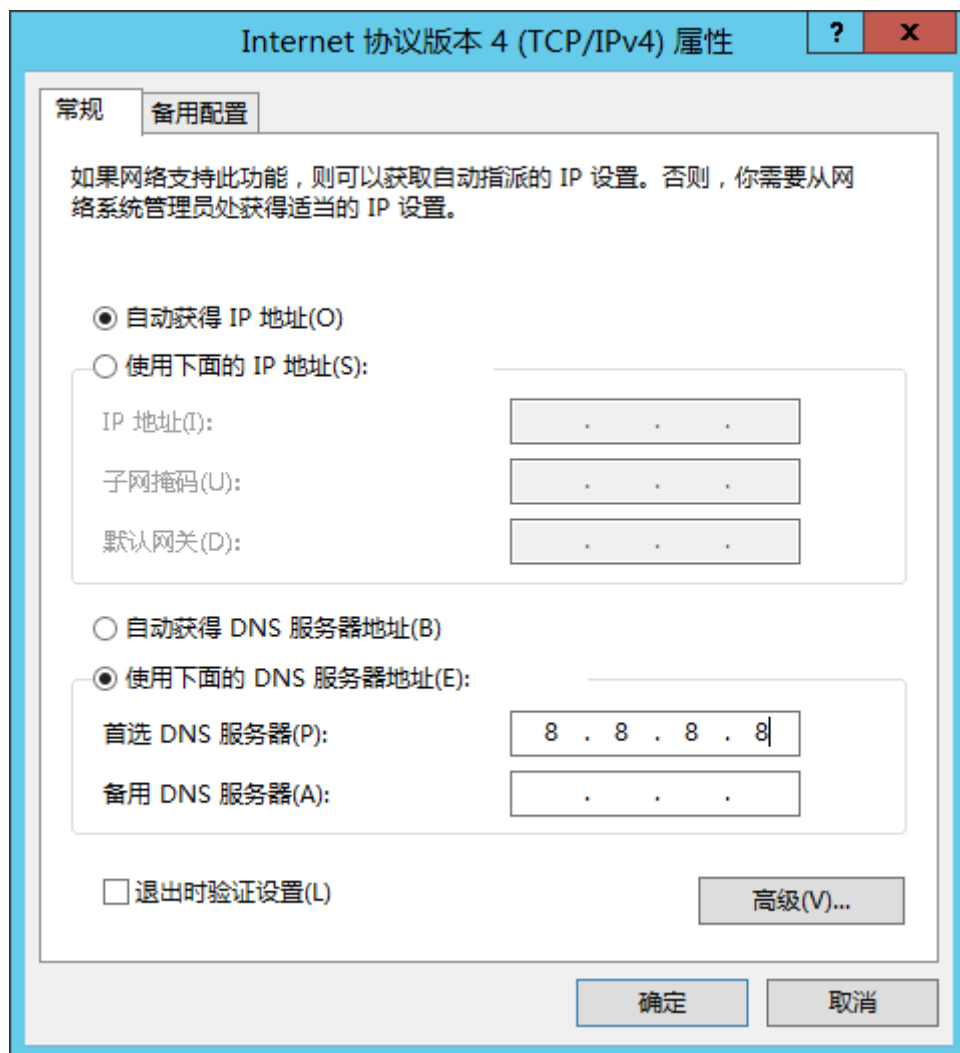 Internet 协议版本 4 (TCP/IPv4) 属性
?
x
常规
备用配置
如果网络支持此功能，则可以获取自动指派的 IP 设置。否则，你需要从网
络系统管理员处获得适当的 IP 设置。
自动获得 IP 地址(O)
使用下面的 IP 地址(S):
IP 地址(I):
. . .
子网掩码(U):
. . .
默认网关(D):
. . .
自动获得 DNS 服务器地址(B)
使用下面的 DNS 服务器地址(E):
首选 DNS 服务器(P):
8 . 8 . 8 . 8
备用 DNS 服务器(A):
. . .
退出时验证设置(L)
高级(V)...
确定
取消